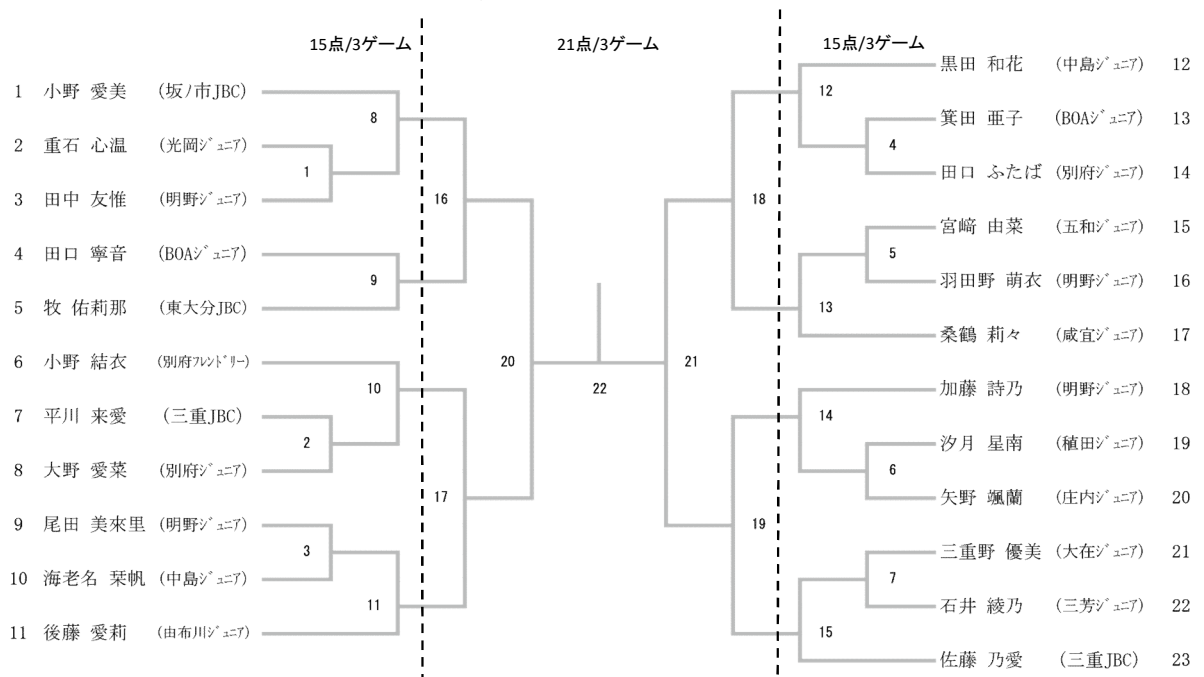 15点/3ゲーム
21点/3ゲーム
15点/3ゲーム
1 小野 愛美 (坂ノ市JBC)
2 重石 心温 (光岡ｼﾞｭﾆｱ)
3 田中 友惟 (明野ｼﾞｭﾆｱ)
4 田口 寧音 (BOAｼﾞｭﾆｱ)
5 牧 佑莉那 (東大分JBC)
6 小野 結衣 (別府ﾌﾚﾝﾄﾞﾘｰ)
7 平川 来愛 (三重JBC)
8 大野 愛菜 (別府ｼﾞｭﾆｱ)
9 尾田 美來里 (明野ｼﾞｭﾆｱ)
10 海老名 栞帆 (中島ｼﾞｭﾆｱ)
11 後藤 愛莉 (由布川ｼﾞｭﾆｱ)
8
1
9
10
2
3
11
16
17
20
22
21
18
19
12
4
5
13
14
6
7
15
黒田 和花 (中島ジュニア) 12
箕田 亜子 (BOAｼﾞｭﾆｱ) 13
田口 ふたば (別府ｼﾞｭﾆｱ) 14
宮﨑 由菜 (五和ｼﾞｭﾆｱ) 15
羽田野 萌衣 (明野ｼﾞｭﾆｱ) 16
桑鶴 莉々 (咸宜ｼﾞｭﾆｱ) 17
加藤 詩乃 (明野ｼﾞｭﾆｱ) 18
汐月 星南 (稙田ｼﾞｭﾆｱ) 19
矢野 颯蘭 (庄内ｼﾞｭﾆｱ) 20
三重野 優美 (大在ｼﾞｭﾆｱ) 21
石井 綾乃 (三芳ｼﾞｭﾆｱ) 22
佐藤 乃愛 (三重JBC) 23